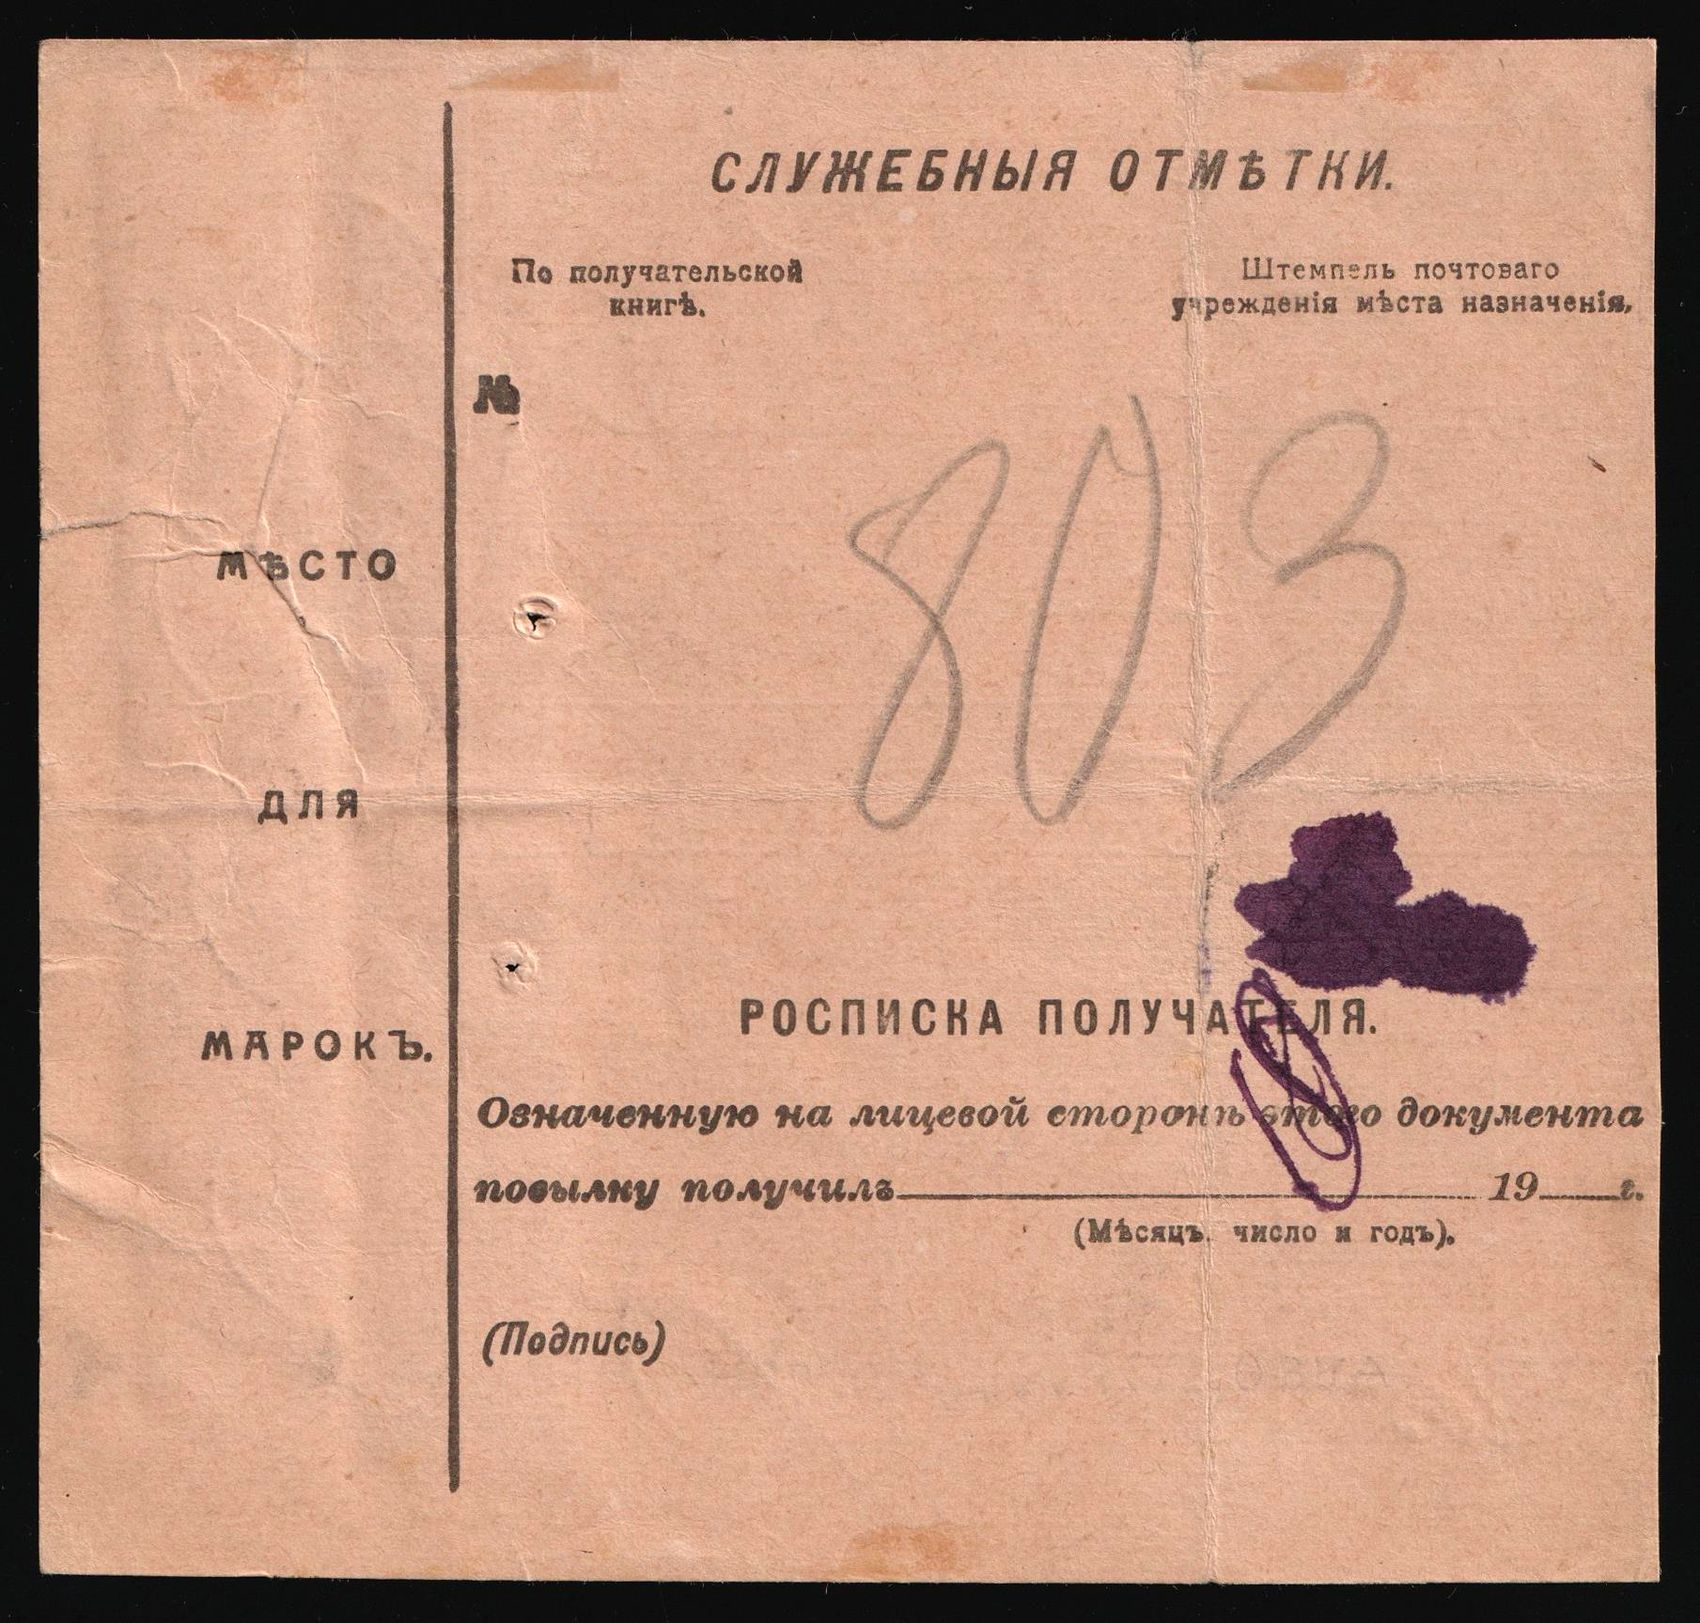 СЛУЖЕБНЫЯ ОТМѢТКИ.
По получательской
книгѣ.
Штемпель почтоваго
учрежденія мѣста назначенія.
№
803
МѢСТО
ДЛЯ
МАРОКЪ.
РОСПИСКА ПОЛУЧАТЕЛЯ.
Означенную на лицевой сторонѣ этого документа
посылку получилъ 19 г.
(Мѣсяцъ, число и годъ).
(Подпись)